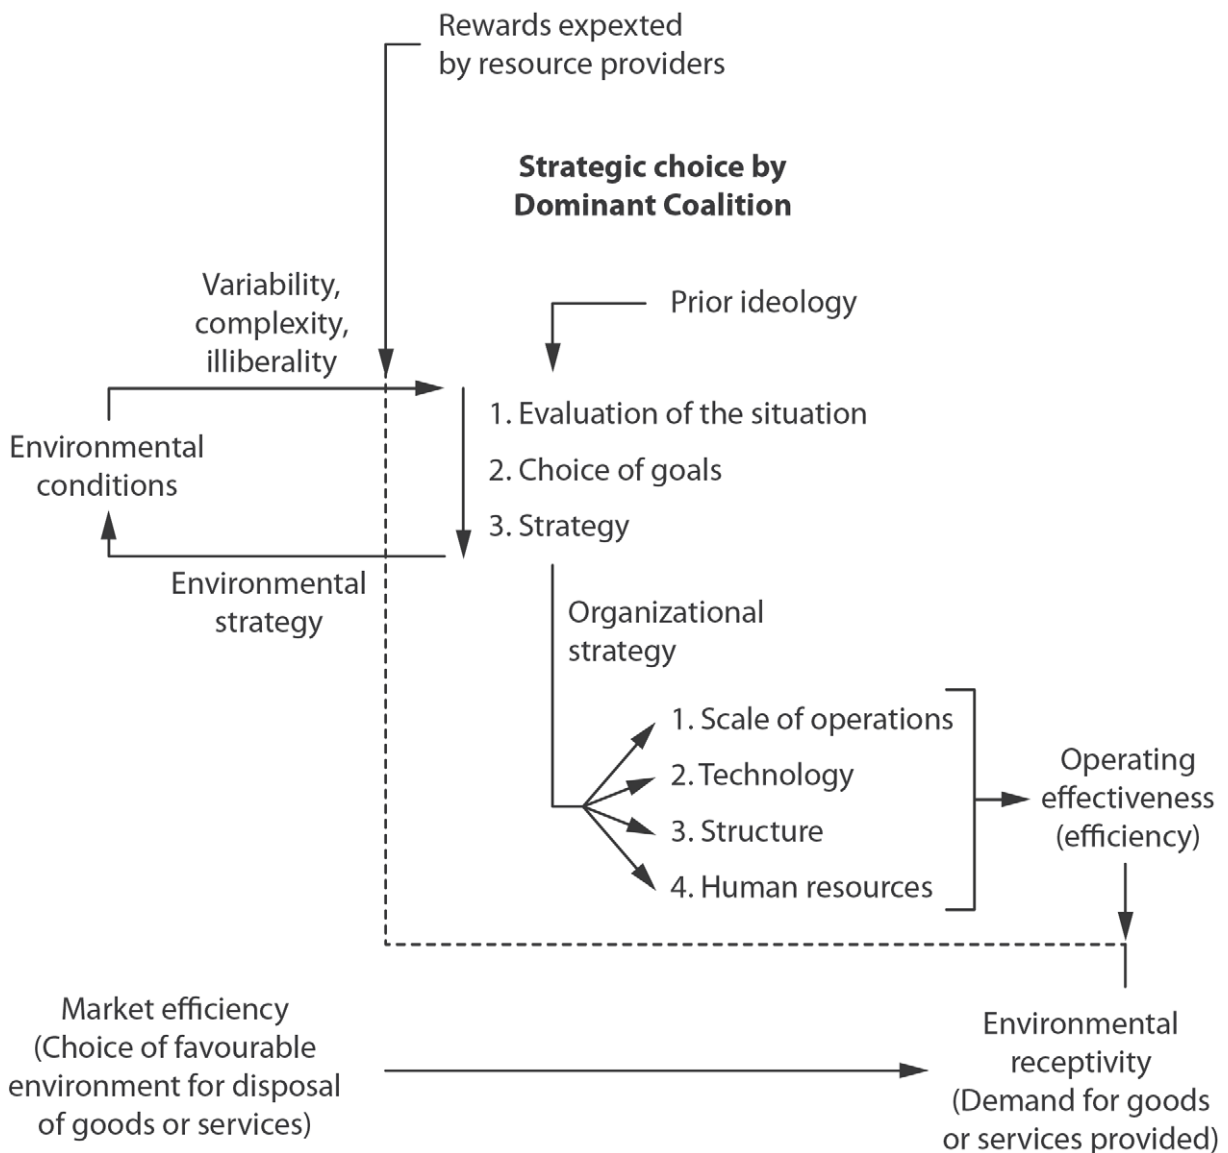 Rewards expexted
by resource providers
Strategic choice by
Dominant Coalition
Variability,
complexity,
illiberality
Prior ideology
Environmental
conditions
1. Evaluation of the situation
2. Choice of goals
3. Strategy
Environmental
strategy
Organizational
strategy
1. Scale of operations
2. Technology
3. Structure
4. Human resources
Operating
effectiveness
(efficiency)
Market efficiency
(Choice of favourable
environment for disposal
of goods or services)
Environmental
receptivity
(Demand for goods
or services provided)